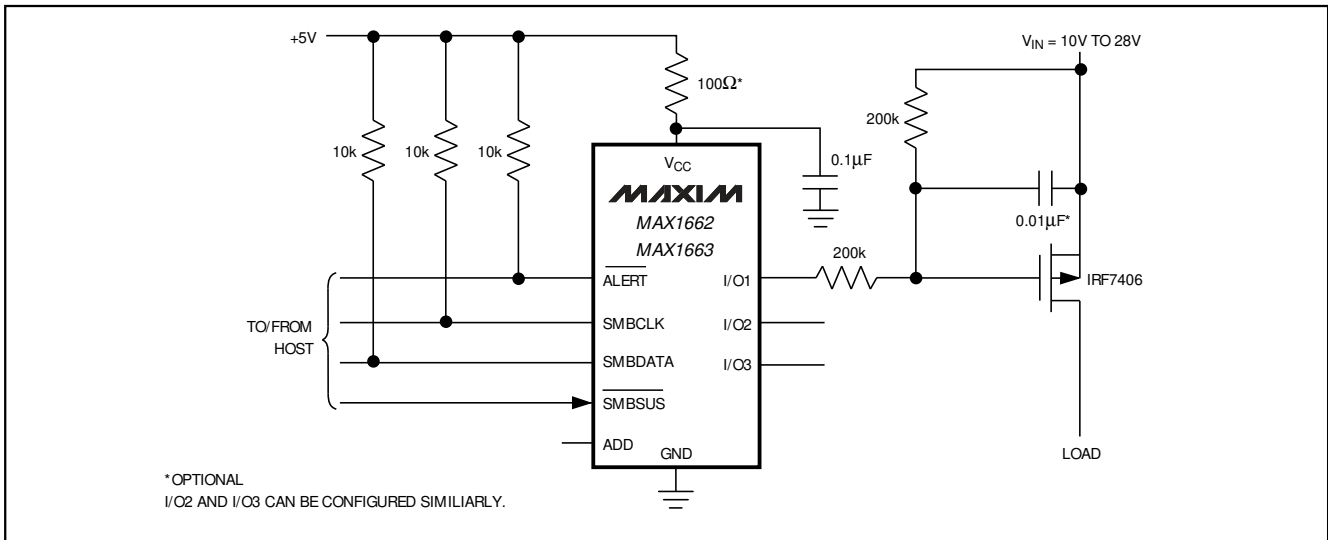 +5V
VIN = 10V TO 28V
100Ω*
200k
10k
10k
10k
VCC
0.1µF
MAXIM
0.01µF*
MAX1662
MAX1663
200k
ALERT
I/O1
IRF7406
TO/FROM
HOST
SMBCLK
I/O2
SMBDATA
I/O3
SMBSUS
ADD
GND
LOAD
*OPTIONAL
I/O2 AND I/O3 CAN BE CONFIGURED SIMILIARLY.